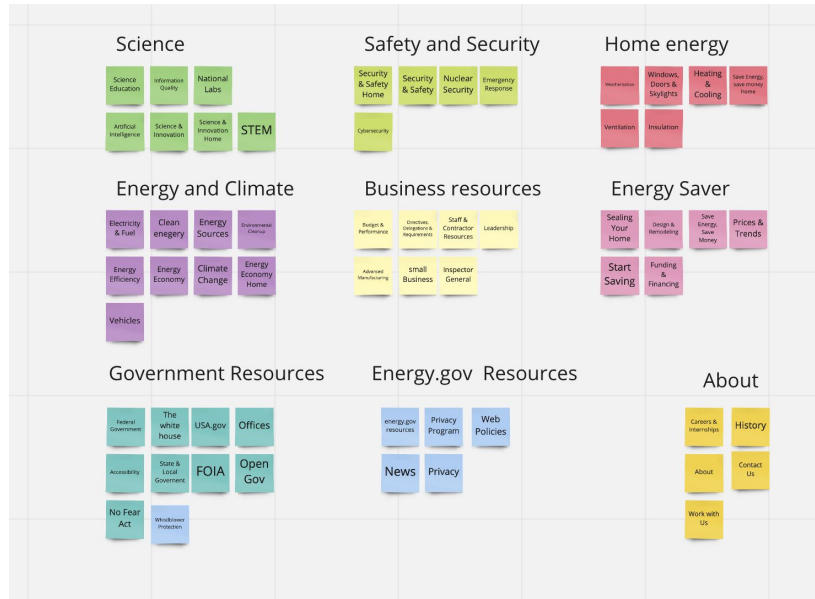 Science
Science
Education
Information
Quality
National
Labs
Artificial
Intelligence
Science &
Innovation
Science &
Innovation
Home
STEM
Safety and Security
Security
& Safety
Home
Security
& Safety
Nuclear
Security
Emergency
Response
Cybersecurity
Home energy
Weatherization
Windows,
Doors &
Skylights
Heating
&
Cooling
Save Energy,
save money
Home
Ventilation
Insulation
Energy and Climate
Electricity
& Fuel
Clean
enegery
Energy
Sources
Environmental
Cleanup
Energy
Efficiency
Energy
Economy
Climate
Change
Energy
Economy
Home
Vehicles
Business resources
Budget &
Performance
Directives,
Delegations &
Requirements
Staff &
Contractor
Resources
Leadership
Advanced
Manufacturing
small
Business
Inspector
General
Energy Saver
Sealing
Your
Home
Design &
Remodeling
Save
Energy,
Save
Money
Prices &
Trends
Start
Saving
Funding
&
Financing
Government Resources
Federal
Government
The
white
house
USA.gov
Offices
Accessibility
State &
Local
Goverment
FOIA
Open
Gov
No Fear
Act
Whistlblower
Protection
Energy.gov Resources
energy.gov
resources
Privacy
Program
Web
Policies
News
Privacy
About
Careers &
Internships
History
About
Contact
Us
Work with
Us